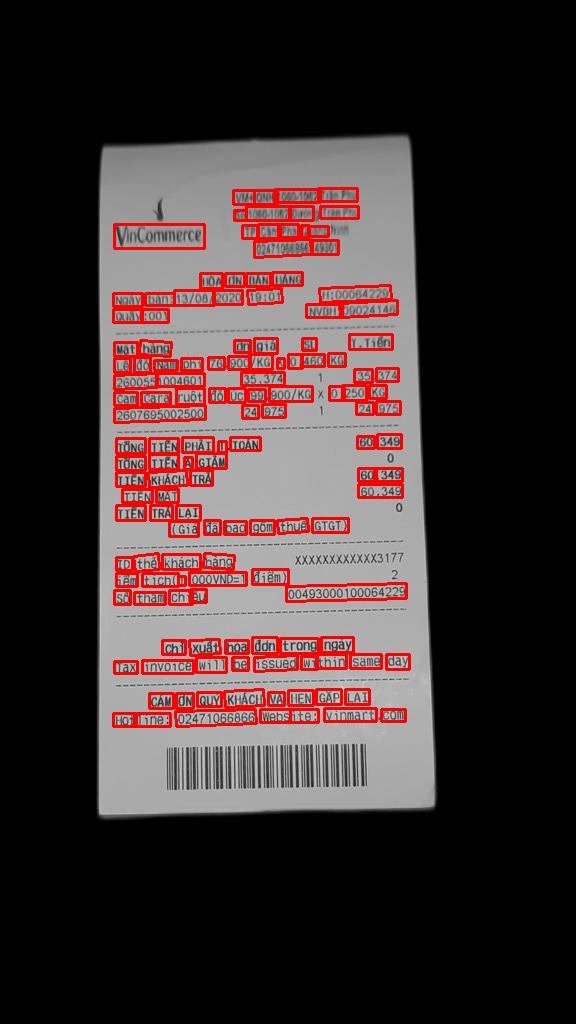 VM+ QNH 1060-1062 Trần Phú
1060-1062 Đường Trần Phú
VinCommerce
TP. Cẩm Phả, Quảng Ninh
02471066866 49301
HÓA ĐƠN BÁN HÀNG
Ngày bán:13/08/2020 19:01 H:00064229
Quầy:001 NVBH:09024140
Mặt hàng Đơn giá SL T.Tiền
Lê đỏ Nam phi 76,900/KG x 0.460 KG
2600551004601 35.374 1 35.374
Cam Cara ruột đỏ Úc 99,900/KG X 0.250 KG
2607695002500 24.975 1 24.975
TỔNG TIỀN PHẢI T.TOÁN 60.349
TỔNG TIỀN ĐÃ GIẢM 0
TIỀN KHÁCH TRẢ 60.349
TIỀN MẶT 60.349
TIỀN TRẢ LẠI 0
(Giá đã bao gồm thuế GTGT)
ID thẻ khách hàng XXXXXXXXXXXX3177
Điểm tích(1.000VND=1 điểm) 2
Số tham chiếu 00493000100064229
Chỉ xuất hóa đơn trong ngày
Tax invoice will be issued within same day
CẢM ƠN QUÝ KHÁCH VÀ HẸN GẶP LẠI
Hotline: 02471066866 Website: vinmart.com